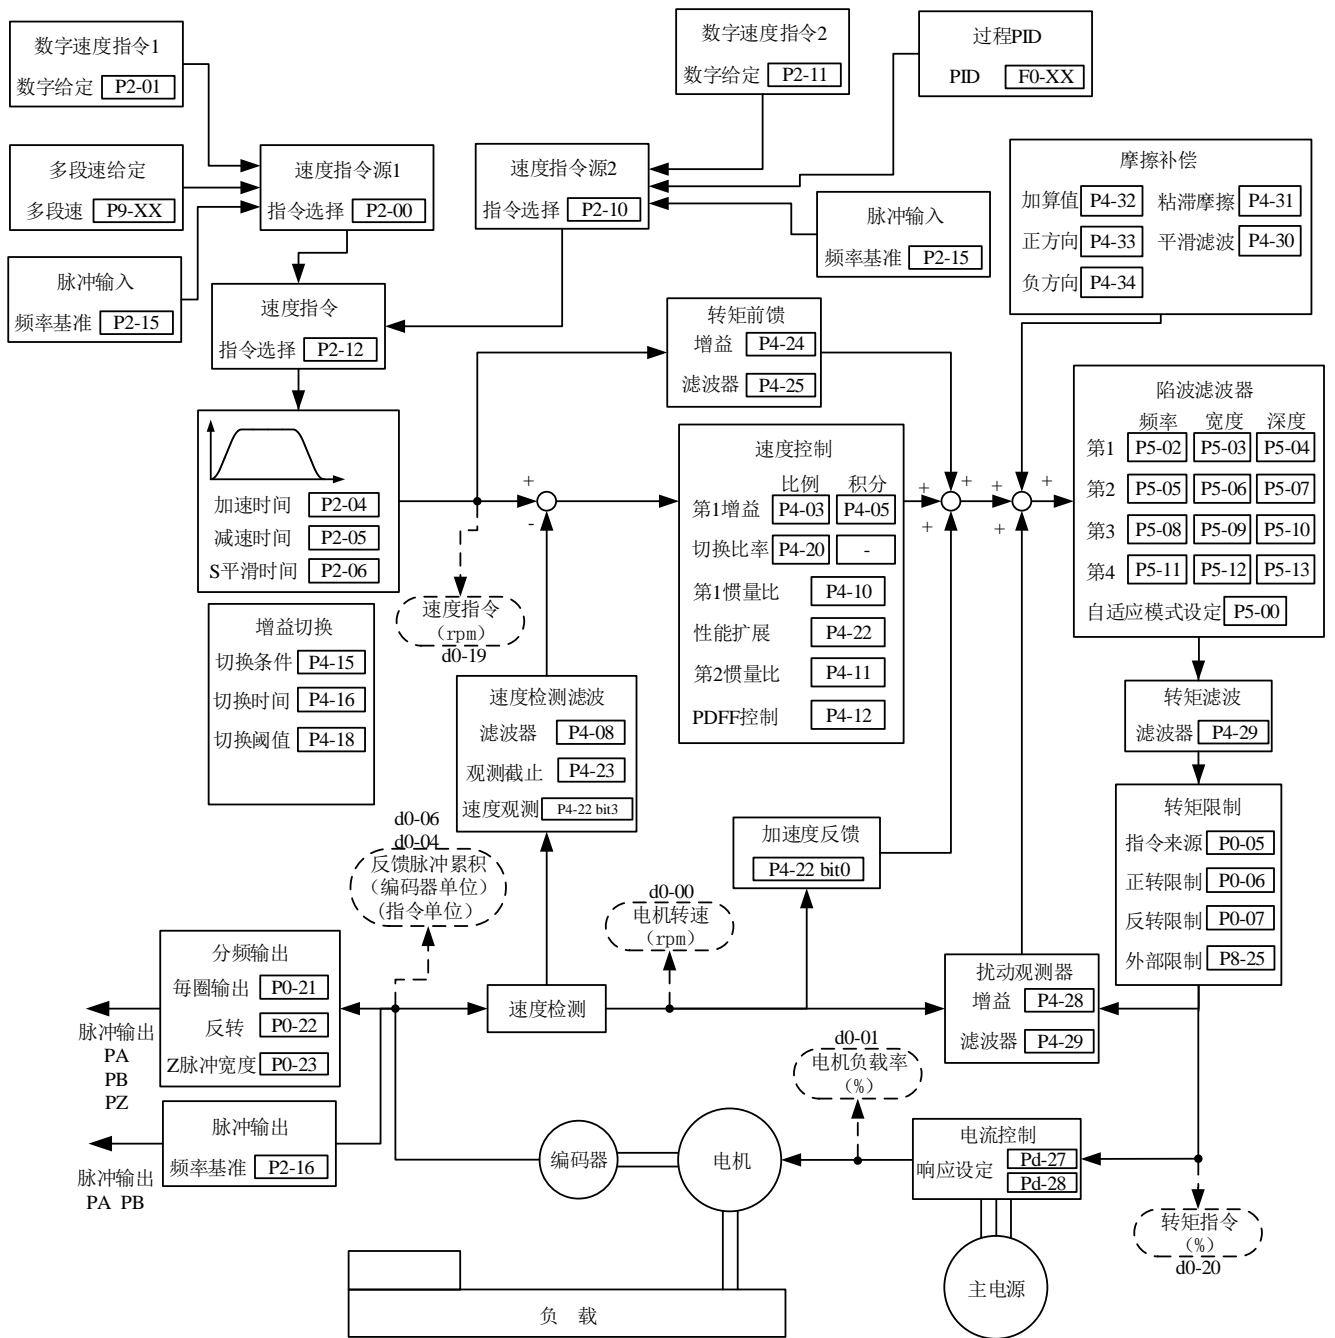 数字速度指令1
数字给定 P2-01
数字速度指令2
数字给定 P2-11
过程PID
PID F0-XX
多段速给定
多段速 P9-XX
速度指令源1
指令选择 P2-00
速度指令源2
指令选择 P2-10
脉冲输入
频率基准 P2-15
摩擦补偿
加算值 P4-32 粘滞摩擦 P4-31
正方向 P4-33 平滑滤波 P4-30
负方向 P4-34
脉冲输入
频率基准 P2-15
速度指令
指令选择 P2-12
转矩前馈
增益 P4-24
滤波器 P4-25
加速时间 P2-04
减速时间 P2-05
S平滑时间 P2-06
+
-
速度控制
比例 积分
第1增益 P4-03 P4-05
切换比率 P4-20 -
第1惯量比 P4-10
性能扩展 P4-22
第2惯量比 P4-11
PDFF控制 P4-12
+ +
+
+ +
+
+
陷波滤波器
频率 宽度 深度
第1 P5-02 P5-03 P5-04
第2 P5-05 P5-06 P5-07
第3 P5-08 P5-09 P5-10
第4 P5-11 P5-12 P5-13
自适应模式设定 P5-00
速度指令
（rpm）
d0-19
增益切换
切换条件 P4-15
切换时间 P4-16
切换阈值 P4-18
速度检测滤波
滤波器 P4-08
观测截止 P4-23
速度观测 P4-22 bit3
转矩滤波
滤波器 P4-29
转矩限制
指令来源 P0-05
正转限制 P0-06
反转限制 P0-07
外部限制 P8-25
d0-06
d0-04
反馈脉冲累积
（编码器单位）
(指令单位）
加速度反馈
P4-22 bit0
d0-00
电机转速
（rpm）
分频输出
每圈输出 P0-21
反转 P0-22
Z脉冲宽度 P0-23
脉冲输出
PA
PB
PZ
速度检测
扰动观测器
增益 P4-28
滤波器 P4-29
d0-01
电机负载率
（%）
脉冲输出
频率基准 P2-16
脉冲输出
PA PB
编码器
电机
电流控制
响应设定 Pd-27
Pd-28
转矩指令
（%）
d0-20
主电源
负 载